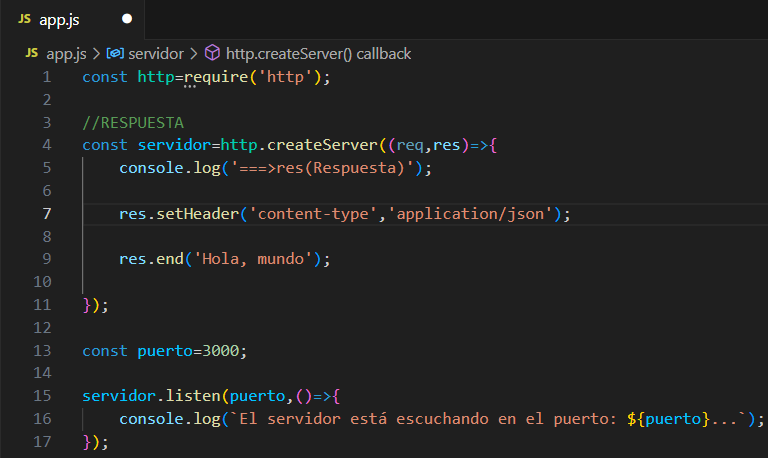 JS app.js
JS app.js > servidor > http.createServer() callback
1 const http=require('http');
2
3 //RESPUESTA
4 const servidor=http.createServer((req,res)=>{
5 console.log('===>res(Respuesta)');
6
7 res.setHeader('content-type','application/json');
8
9 res.end('Hola, mundo');
10
11 });
12
13 const puerto=3000;
14
15 servidor.listen(puerto,()=>{
16 console.log(`El servidor está escuchando en el puerto: ${puerto}...`);
17 });